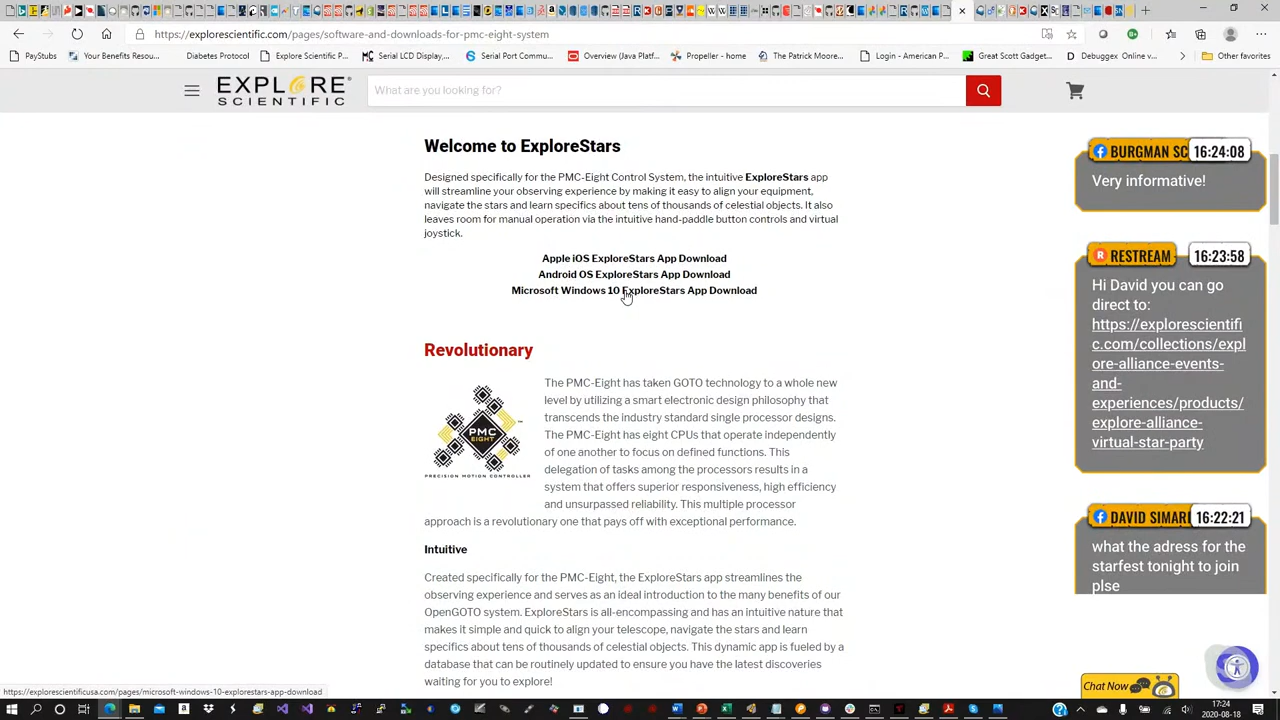 https://explorescientific.com/pages/software-and-downloads-for-pmc-eight-system
PayStubs
Your Benefits Resou...
Diabetes Protocol
Explore Scientific P...
Serial LCD Display,...
Serial Port Commu...
Overview (Java Platf...
Propeller - home
The Patrick Moore...
Login - American P...
Great Scott Gadget...
Debuggex Online v...
Other favorites
EXPLORE
SCIENTIFIC
What are you looking for?
Welcome to ExploreStars
Designed specifically for the PMC-Eight Control System, the intuitive ExploreStars app
will streamline your observing experience by making it easy to align your equipment,
navigate the stars and learn specifics about tens of thousands of celestial objects. It also
leaves room for manual operation via the intuitive hand-paddle button controls and virtual
joystick.
Apple iOS ExploreStars App Download
Android OS ExploreStars App Download
Microsoft Windows 10 ExploreStars App Download
Revolutionary
PMC
EIGHT
PRECISION MOTION CONTROLLER
The PMC-Eight has taken GOTO technology to a whole new
level by utilizing a smart electronic design philosophy that
transcends the industry standard single processor designs.
The PMC-Eight has eight CPUs that operate independently
of one another to focus on defined functions. This
delegation of tasks among the processors results in a
system that offers superior responsiveness, high efficiency
and unsurpassed reliability. This multiple processor
approach is a revolutionary one that pays off with exceptional performance.
Intuitive
Created specifically for the PMC-Eight, the ExploreStars app streamlines the
observing experience and serves as an ideal introduction to the many benefits of our
OpenGOTO system. ExploreStars is all-encompassing and has an intuitive nature that
makes it simple and quick to align your telescope, navigate the stars and learn
specifics about tens of thousands of celestial objects. This dynamic app is fueled by a
database that can be routinely updated to ensure you have the latest discoveries
waiting for you to explore!
BURGMAN SC 16:24:08
Very informative!
RESTREAM 16:23:58
Hi David you can go
direct to:
https://explorescientifi
c.com/collections/expl
ore-alliance-events-
and-
experiences/products/
explore-alliance-
virtual-star-party
DAVID SIMAR 16:22:21
what the adress for the
starfest tonight to join
plse
Chat Now
https://explorescientificusa.com/pages/microsoft-windows-10-explorestars-app-download
17:24
2020-08-18